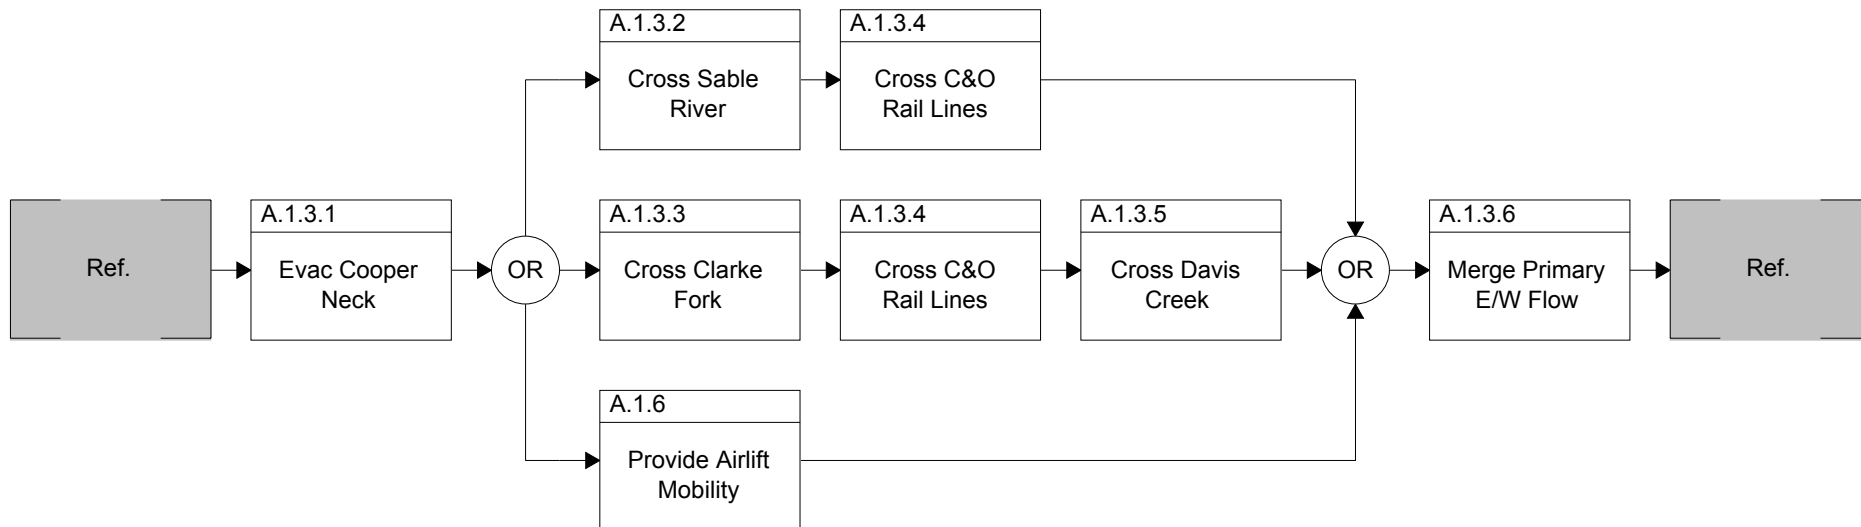 A.1.3.2
Cross Sable
River
A.1.3.4
Cross C&O
Rail Lines
Ref.
A.1.3.1
Evac Cooper
Neck
OR
A.1.3.3
Cross Clarke
Fork
A.1.3.4
Cross C&O
Rail Lines
A.1.3.5
Cross Davis
Creek
OR
A.1.3.6
Merge Primary
E/W Flow
Ref.
A.1.6
Provide Airlift
Mobility